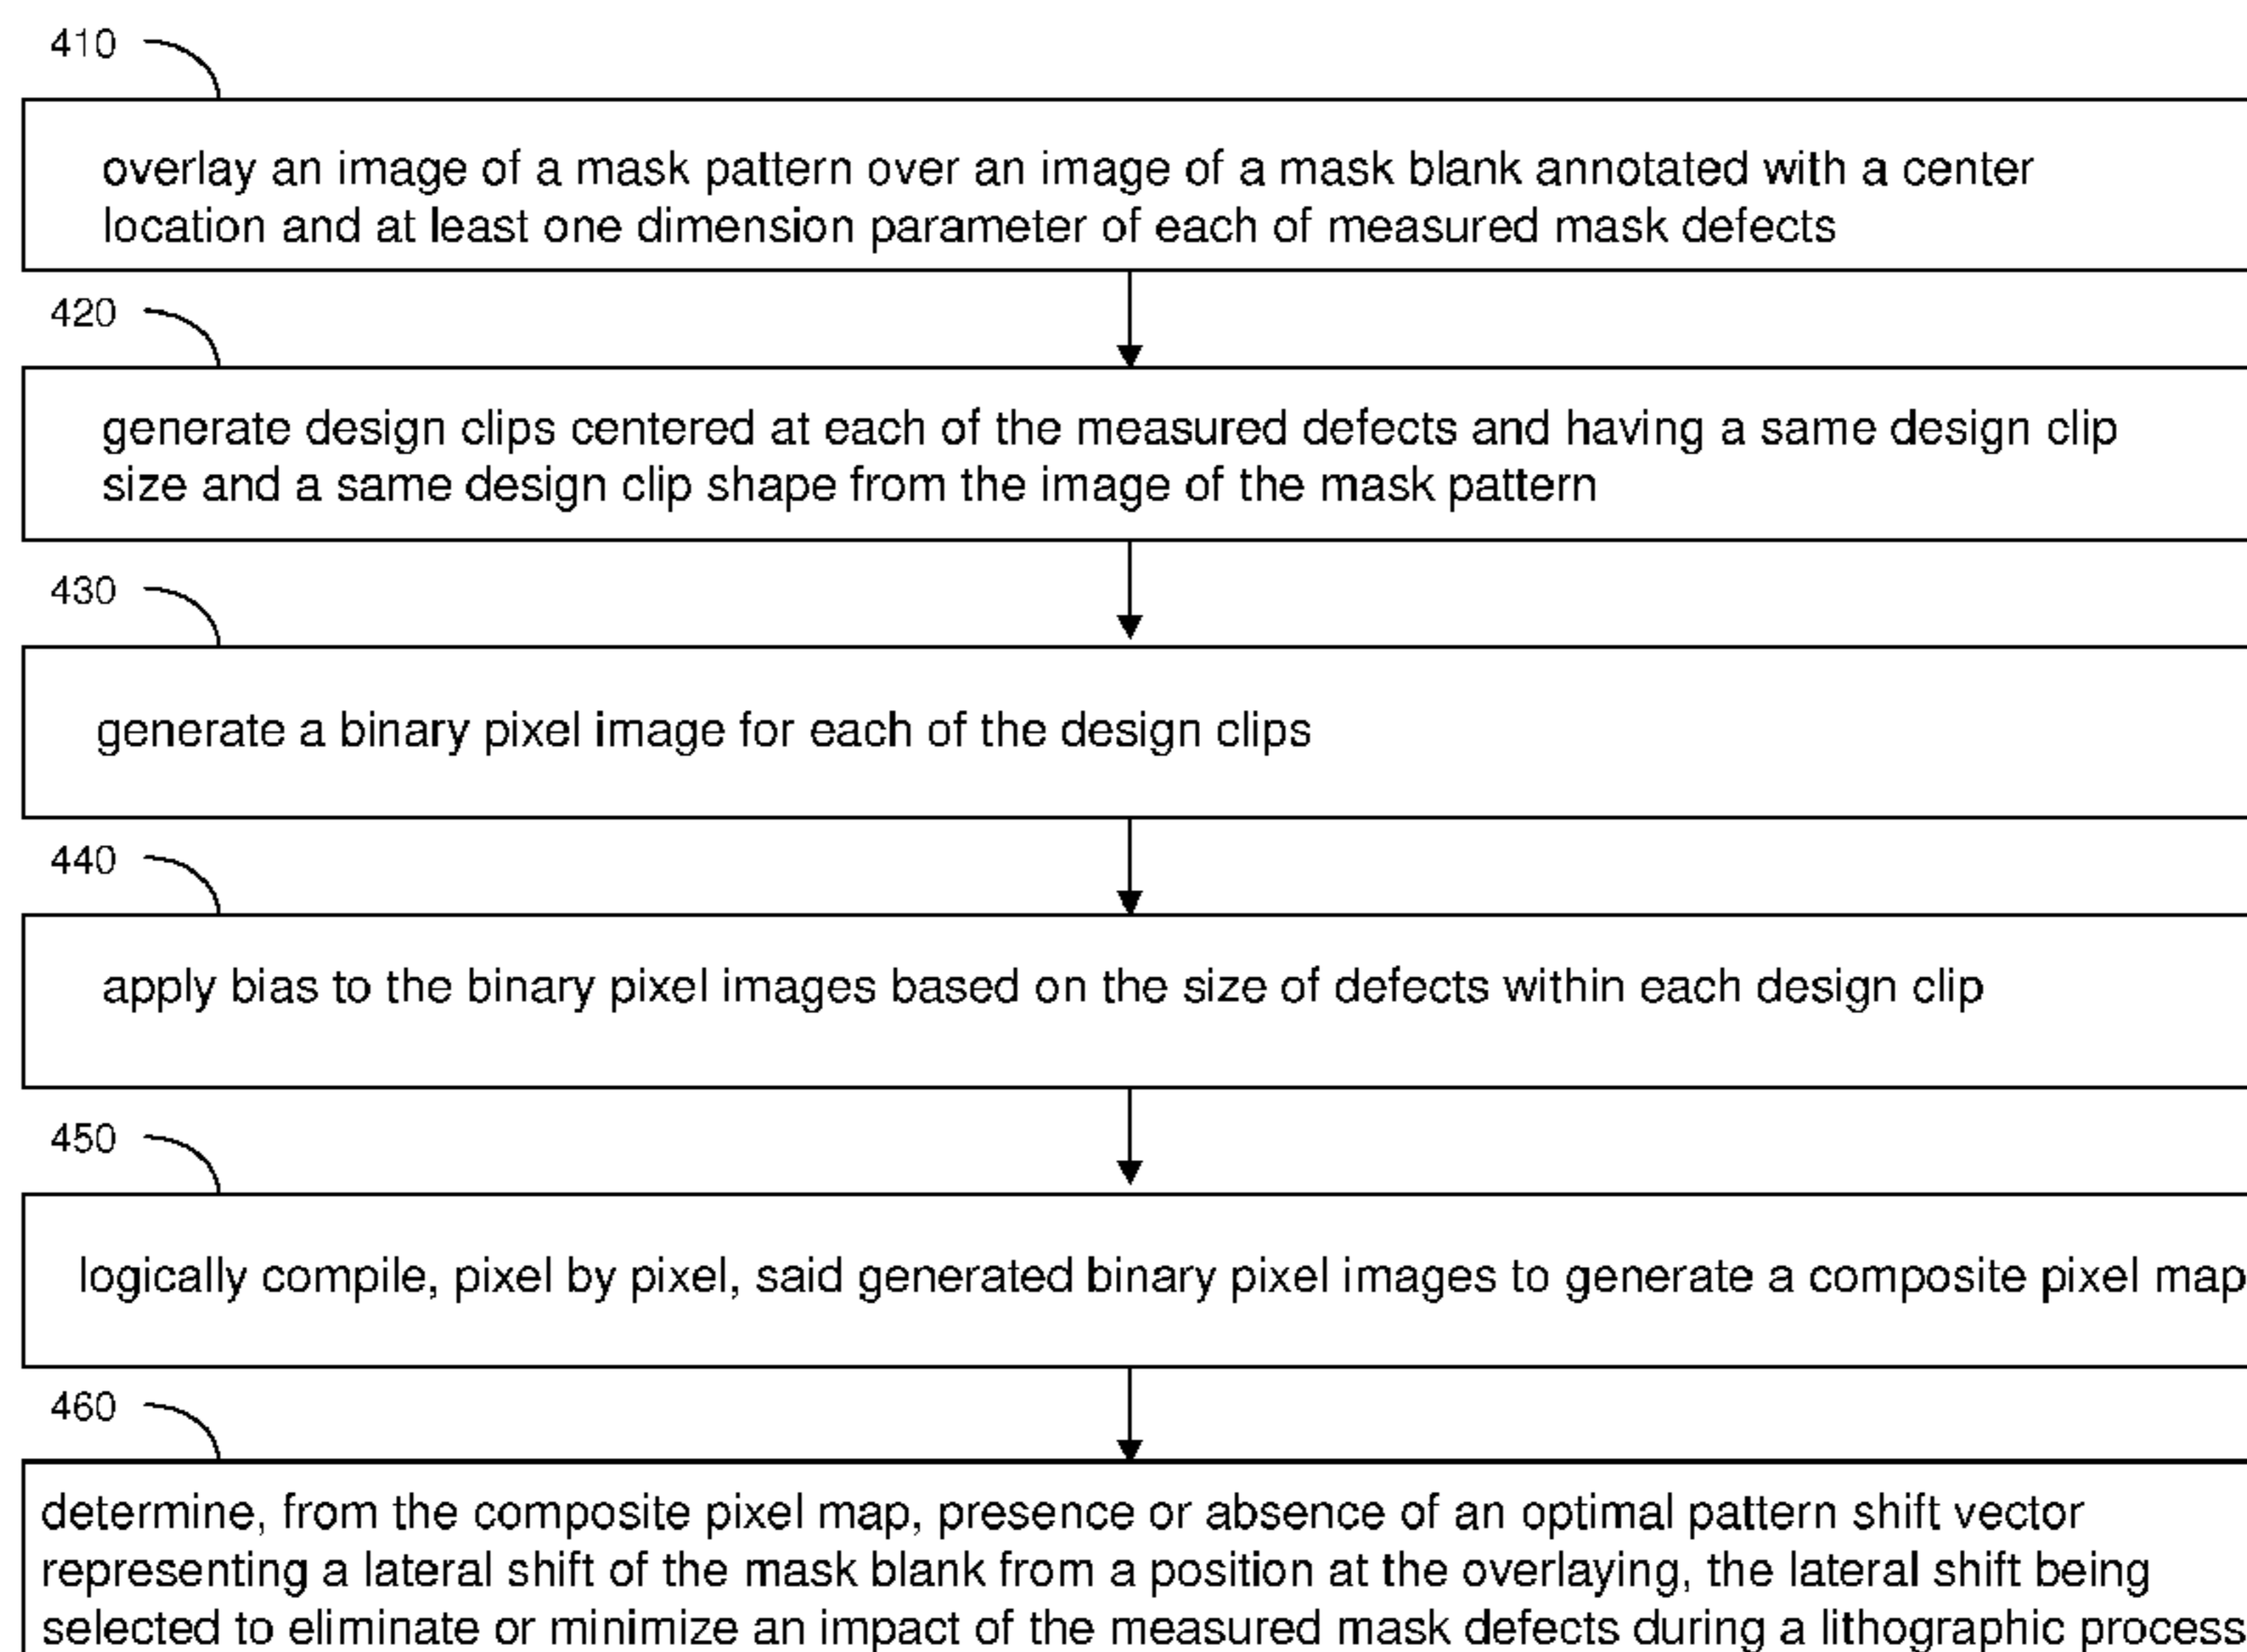 410
overlay an image of a mask pattern over an image of a mask blank annotated with a center
location and at least one dimension parameter of each of measured mask defects
420
generate design clips centered at each of the measured defects and having a same design clip
size and a same design clip shape from the image of the mask pattern
430
generate a binary pixel image for each of the design clips
440
apply bias to the binary pixel images based on the size of defects within each design clip
450
logically compile, pixel by pixel, said generated binary pixel images to generate a composite pixel map
460
determine, from the composite pixel map, presence or absence of an optimal pattern shift vector
representing a lateral shift of the mask blank from a position at the overlaying, the lateral shift being
selected to eliminate or minimize an impact of the measured mask defects during a lithographic process